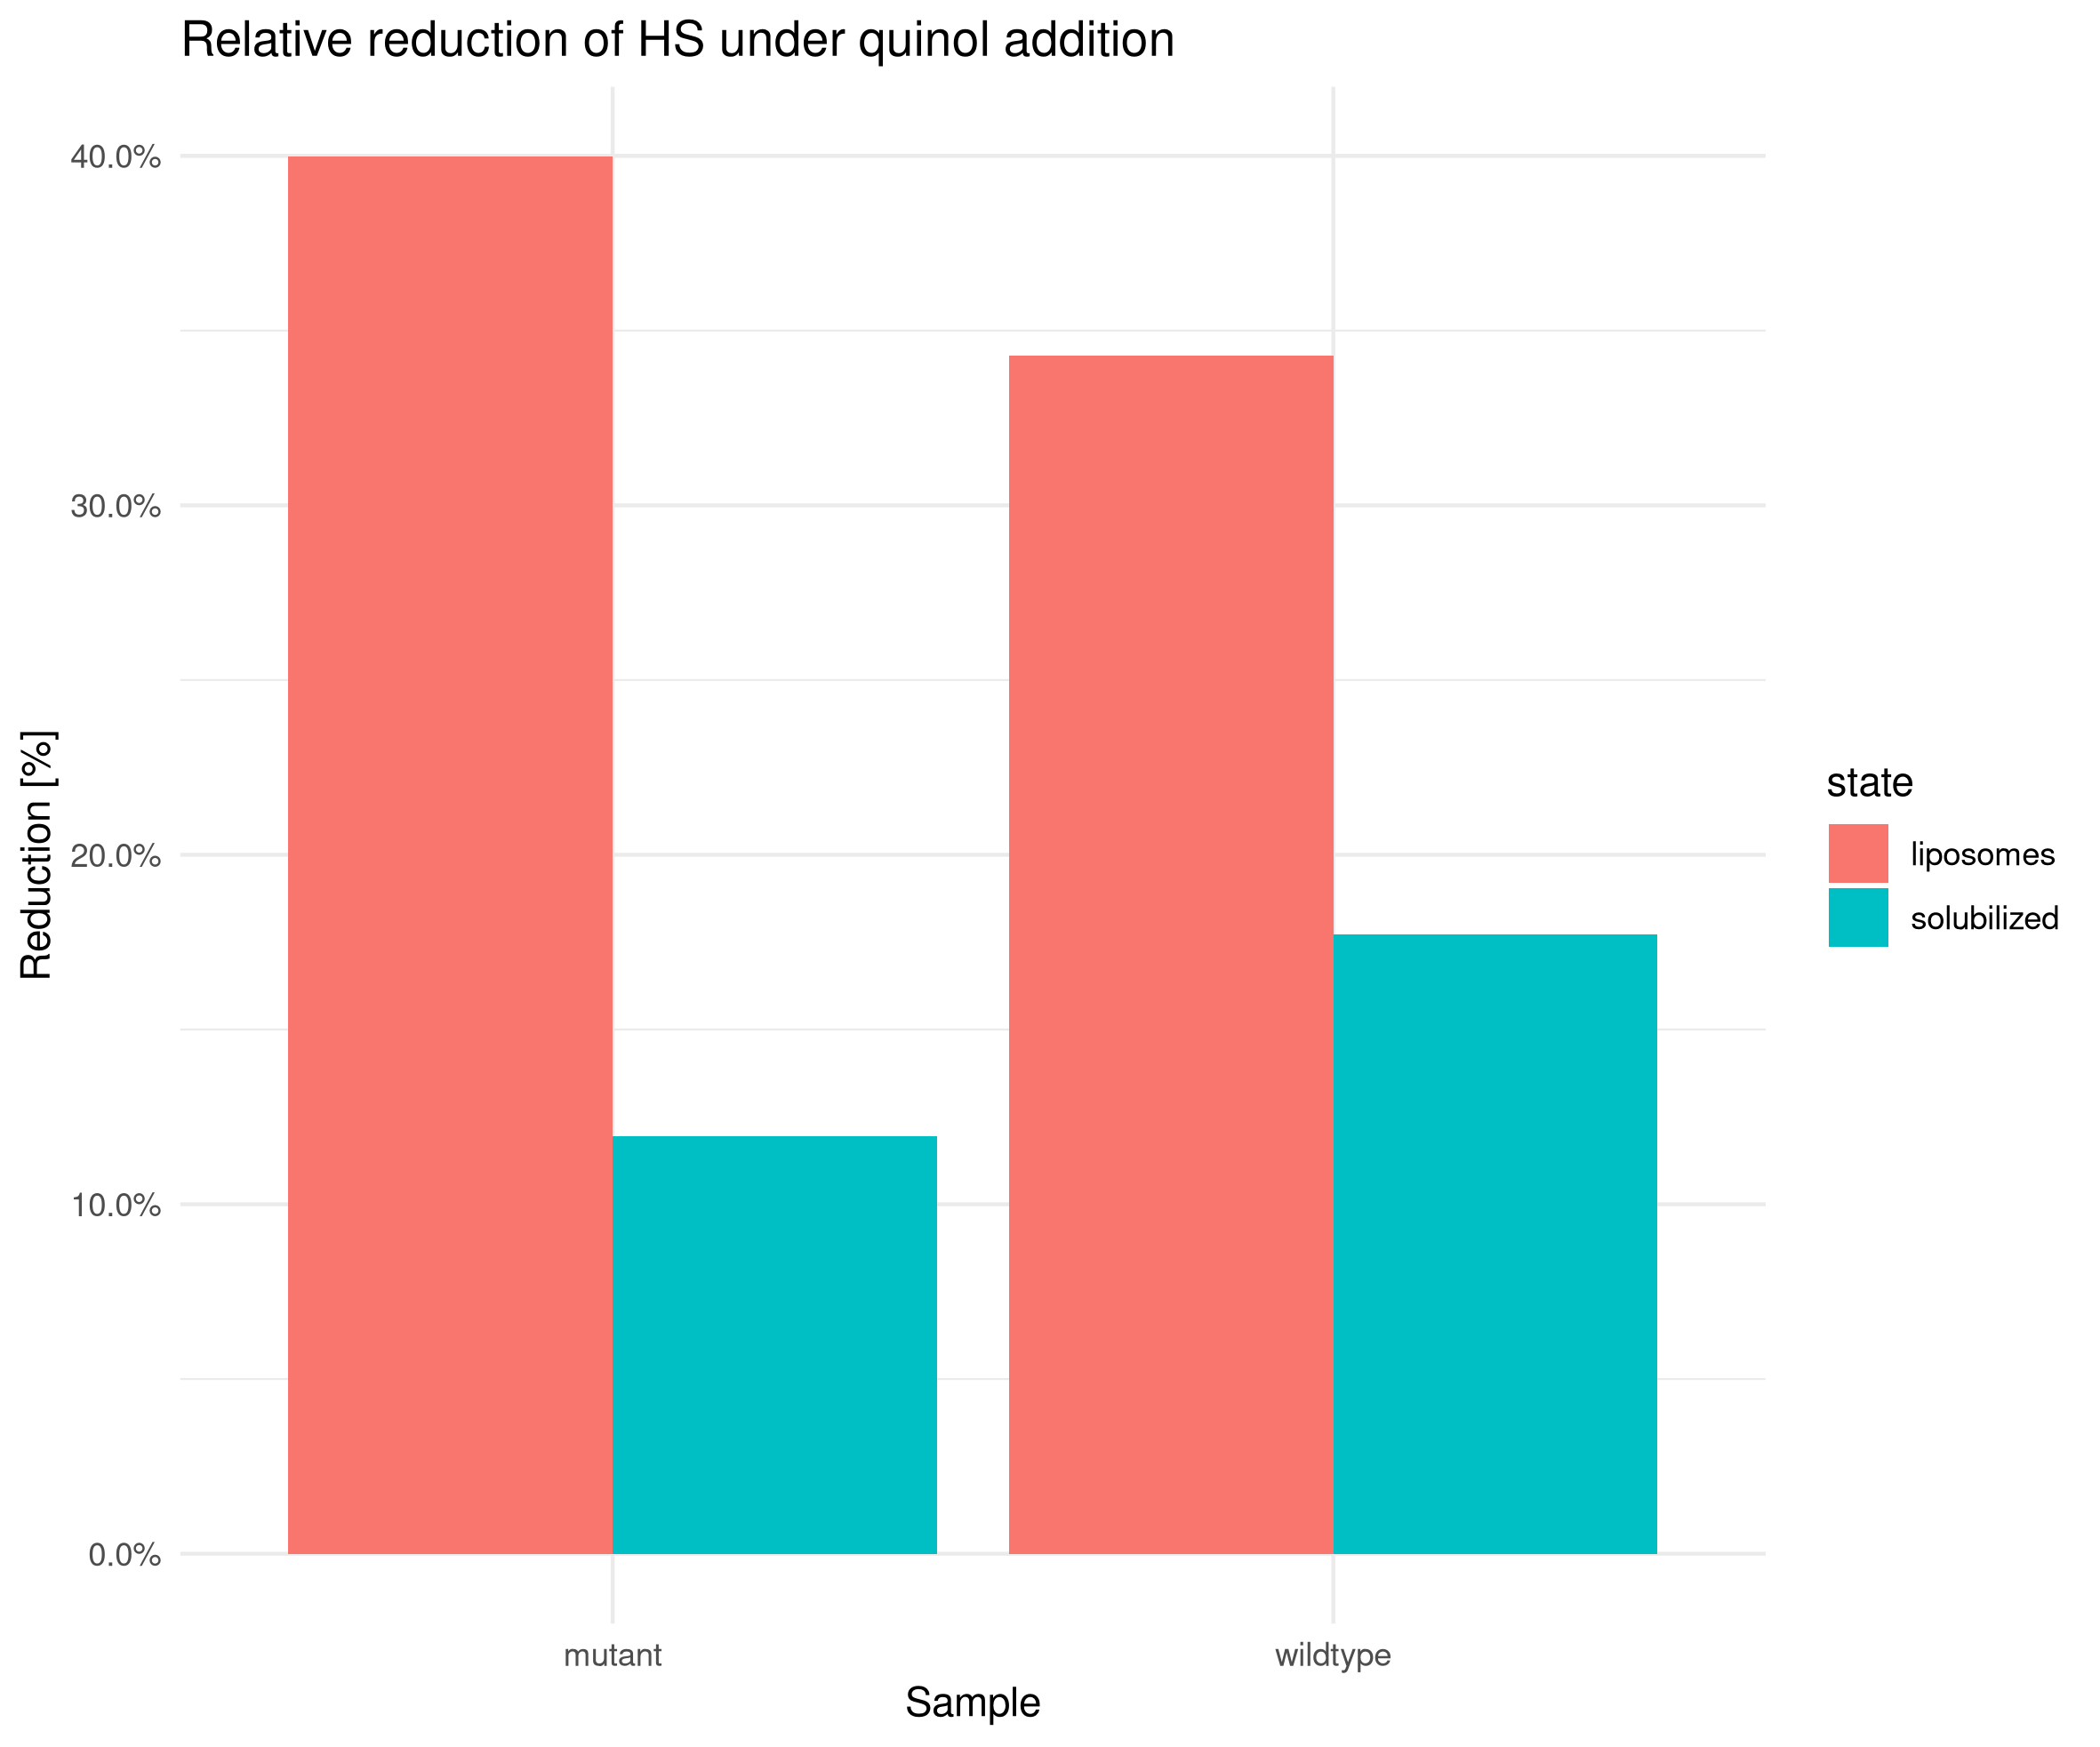 Relative reduction of HS under quinol addition
Reduction [%]
40.0%
30.0%
20.0%
10.0%
0.0%
mutant
wildtype
Sample
state
liposomes
solubilized